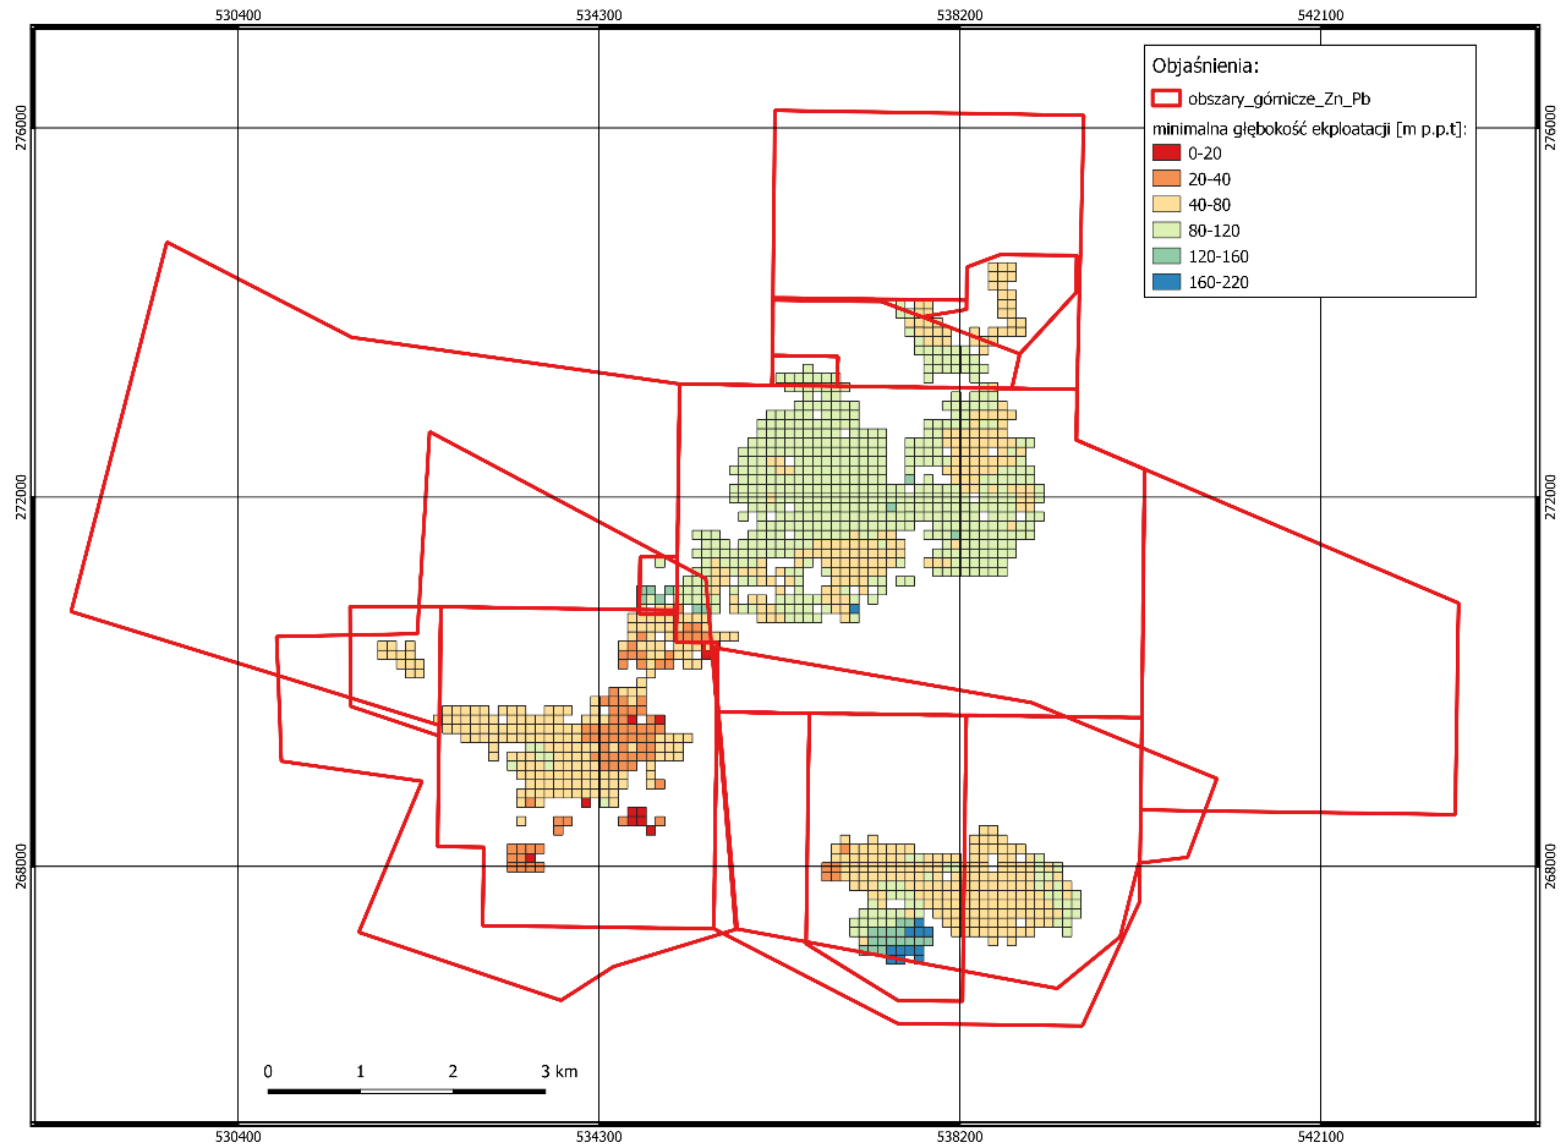 530400 534300 538200 542100
Objaśnienia:
obszary_górnicze_Zn_Pb
minimalna głębokość ekploatacji [m p.p.t]:
0-20
20-40
40-80
80-120
120-160
160-220
276000 276000
272000 272000
268000 268000
0 1 2 3 km
530400 534300 538200 542100